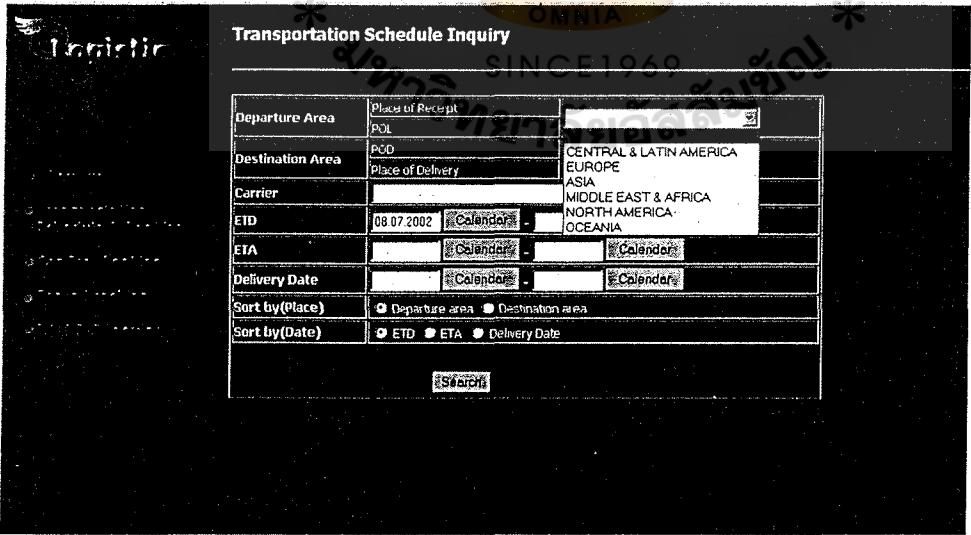 OMNIA
SINCE1969
Logistic
Transportation Schedule Inquiry
Departure Area
Place of Receipt
POL
Destination Area
POD
Place of Delivery
CENTRAL & LATIN AMERICA
EUROPE
ASIA
MIDDLE EAST & AFRICA
NORTH AMERICA
OCEANIA
Carrier
ETD 08.07.2002 Calendar -
ETA Calendar - Calendar
Delivery Date Calendar - Calendar
Sort by(Place) Departure area Destination area
Sort by(Date) ETD ETA Delivery Date
Search